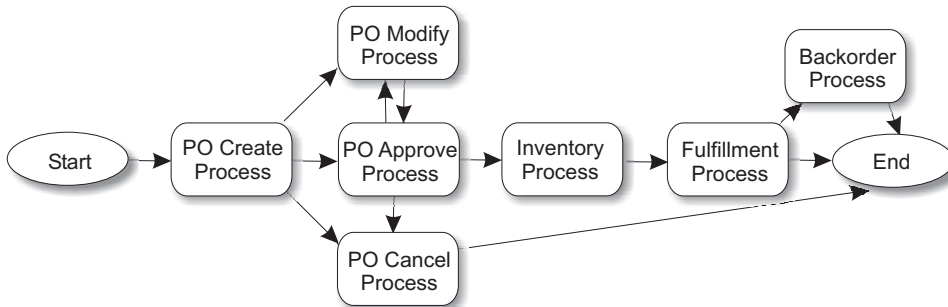 PO Modify
Process
Backorder
Process
Start
PO Create
Process
PO Approve
Process
Inventory
Process
Fulfillment
Process
End
PO Cancel
Process